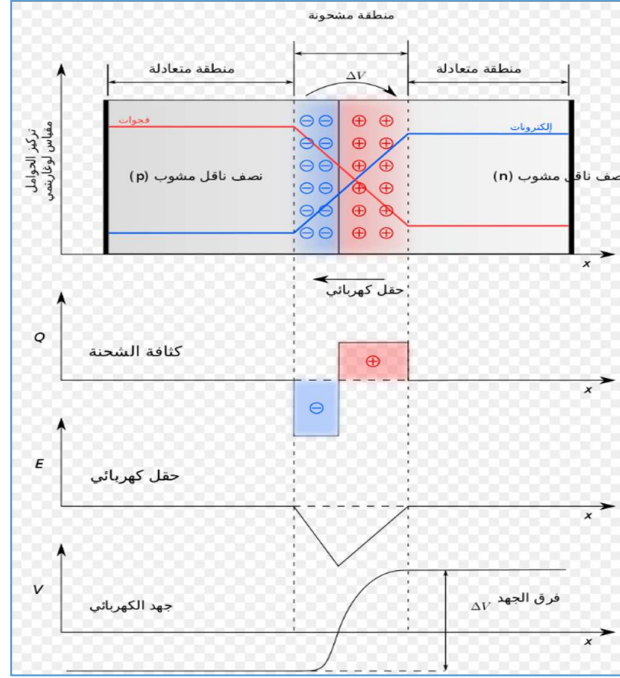 منطقة مشحونة
منطقة متعادلة
منطقة متعادلة
ΔV
فجوات
إلكترونات
تركيز الحوامل
مقياس لوغاريتمي
نصف ناقل مشوب (p)
نصف ناقل مشوب (n)
x
حقل كهربائي
Q
كثافة الشحنة
x
E
حقل كهربائي
x
V
جهد الكهربائي
فرق الجهد ΔV
x